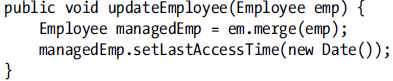 public void updateEmployee(Employee emp) {
    Employee managedEmp = em.merge(emp);
    managedEmp.setLastAccessTime(new Date());
}